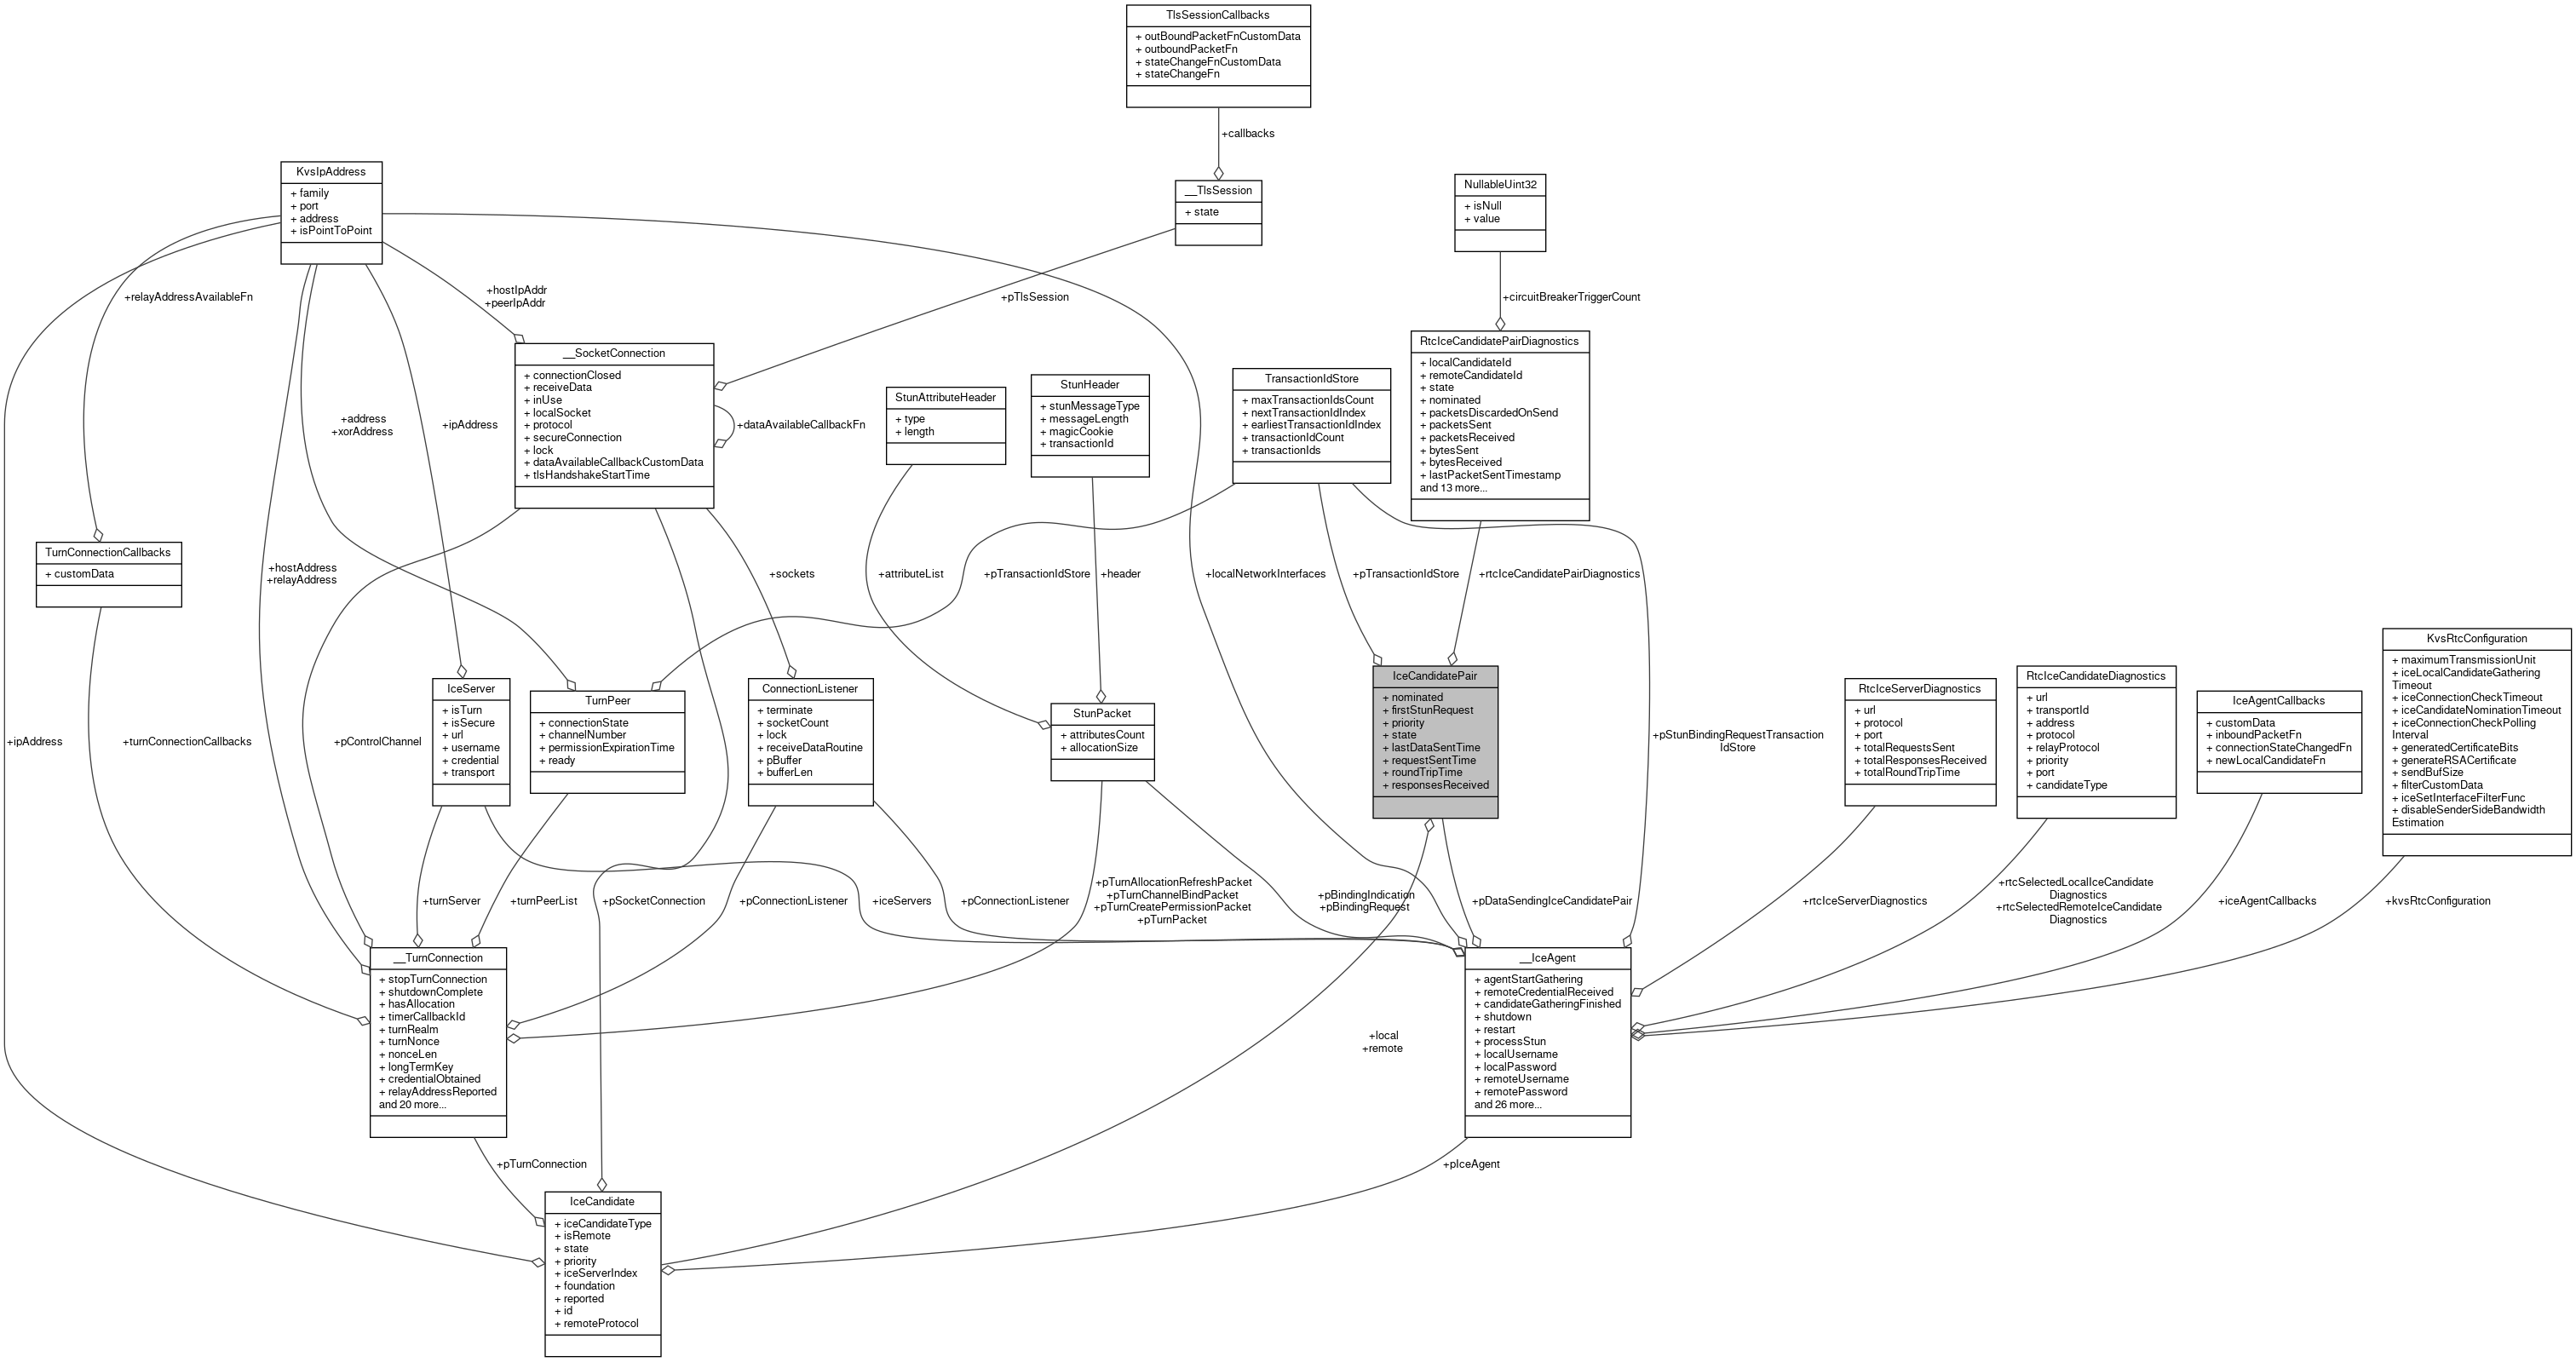 TlsSessionCallbacks
+ outBoundPacketFnCustomData
+ outboundPacketFn
+ stateChangeFnCustomData
+ stateChangeFn
+callbacks
KvsIpAddress
+ family
+ port
+ address
+ isPointToPoint
__TlsSession
+ state
NullableUint32
+ isNull
+ value
+relayAddressAvailableFn
+hostIpAddr
+peerIpAddr
+pTlsSession
+circuitBreakerTriggerCount
__SocketConnection
+ connectionClosed
+ receiveData
+ inUse
+ localSocket
+ protocol
+ secureConnection
+ lock
+ dataAvailableCallbackCustomData
+ tlsHandshakeStartTime
+dataAvailableCallbackFn
StunAttributeHeader
+ type
+ length
StunHeader
+ stunMessageType
+ messageLength
+ magicCookie
+ transactionId
TransactionIdStore
+ maxTransactionIdsCount
+ nextTransactionIdIndex
+ earliestTransactionIdIndex
+ transactionIdCount
+ transactionIds
RtcIceCandidatePairDiagnostics
+ localCandidateId
+ remoteCandidateId
+ state
+ nominated
+ packetsDiscardedOnSend
+ packetsSent
+ packetsReceived
+ bytesSent
+ bytesReceived
+ lastPacketSentTimestamp
and 13 more...
+address
+xorAddress
+ipAddress
TurnConnectionCallbacks
+ customData
+hostAddress
+relayAddress
+sockets
+attributeList
+header
+pTransactionIdStore
+localNetworkInterfaces
+pTransactionIdStore
+rtcIceCandidatePairDiagnostics
+ipAddress
+turnConnectionCallbacks
+pControlChannel
IceServer
+ isTurn
+ isSecure
+ url
+ username
+ credential
+ transport
TurnPeer
+ connectionState
+ channelNumber
+ permissionExpirationTime
+ ready
ConnectionListener
+ terminate
+ socketCount
+ lock
+ receiveDataRoutine
+ pBuffer
+ bufferLen
StunPacket
+ attributesCount
+ allocationSize
IceCandidatePair
+ nominated
+ firstStunRequest
+ priority
+ state
+ lastDataSentTime
+ requestSentTime
+ roundTripTime
+ responsesReceived
+pStunBindingRequestTransaction
IdStore
RtcIceServerDiagnostics
+ url
+ protocol
+ port
+ totalRequestsSent
+ totalResponsesReceived
+ totalRoundTripTime
RtcIceCandidateDiagnostics
+ url
+ transportId
+ address
+ protocol
+ relayProtocol
+ priority
+ port
+ candidateType
IceAgentCallbacks
+ customData
+ inboundPacketFn
+ connectionStateChangedFn
+ newLocalCandidateFn
KvsRtcConfiguration
+ maximumTransmissionUnit
+ iceLocalCandidateGathering
Timeout
+ iceConnectionCheckTimeout
+ iceCandidateNominationTimeout
+ iceConnectionCheckPolling
Interval
+ generatedCertificateBits
+ generateRSACertificate
+ sendBufSize
+ filterCustomData
+ iceSetInterfaceFilterFunc
+ disableSenderSideBandwidth
Estimation
+turnServer
+turnPeerList
+pSocketConnection
+pConnectionListener
+iceServers
+pConnectionListener
+pTurnAllocationRefreshPacket
+pTurnChannelBindPacket
+pTurnCreatePermissionPacket
+pTurnPacket
+pBindingIndication
+pBindingRequest
+pDataSendingIceCandidatePair
+rtcIceServerDiagnostics
+rtcSelectedLocalIceCandidate
Diagnostics
+rtcSelectedRemoteIceCandidate
Diagnostics
+iceAgentCallbacks
+kvsRtcConfiguration
__TurnConnection
+ stopTurnConnection
+ shutdownComplete
+ hasAllocation
+ timerCallbackId
+ turnRealm
+ turnNonce
+ nonceLen
+ longTermKey
+ credentialObtained
+ relayAddressReported
and 20 more...
+local
+remote
__IceAgent
+ agentStartGathering
+ remoteCredentialReceived
+ candidateGatheringFinished
+ shutdown
+ restart
+ processStun
+ localUsername
+ localPassword
+ remoteUsername
+ remotePassword
and 26 more...
+pTurnConnection
+pIceAgent
IceCandidate
+ iceCandidateType
+ isRemote
+ state
+ priority
+ iceServerIndex
+ foundation
+ reported
+ id
+ remoteProtocol